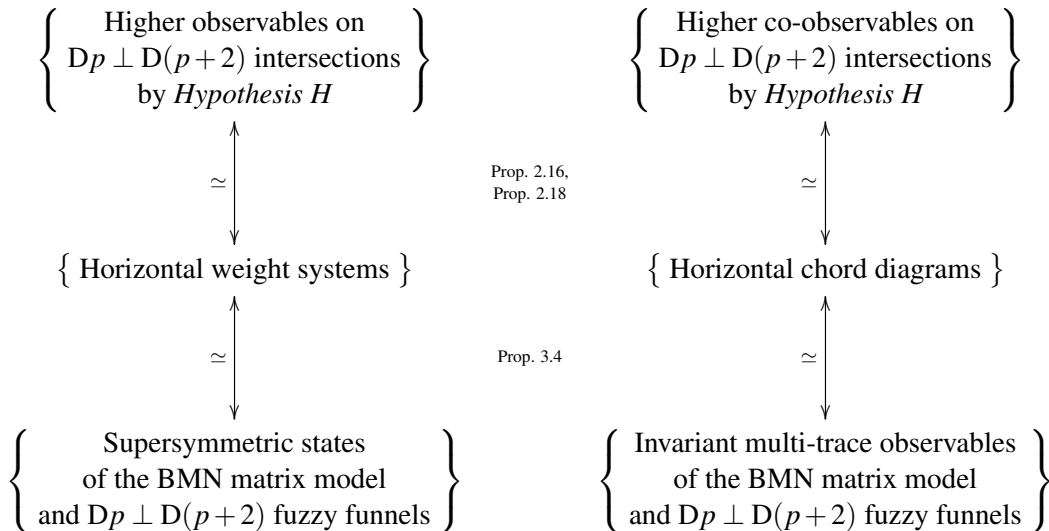 Higher observables on
{ Dp ⊥ D(p+2) intersections }
by Hypothesis H
Higher co-observables on
{ Dp ⊥ D(p+2) intersections }
by Hypothesis H
≃
Prop. 2.16,
Prop. 2.18
≃
{ Horizontal weight systems }
{ Horizontal chord diagrams }
≃
Prop. 3.4
≃
Supersymmetric states
{ of the BMN matrix model }
and Dp ⊥ D(p+2) fuzzy funnels
Invariant multi-trace observables
{ of the BMN matrix model }
and Dp ⊥ D(p+2) fuzzy funnels